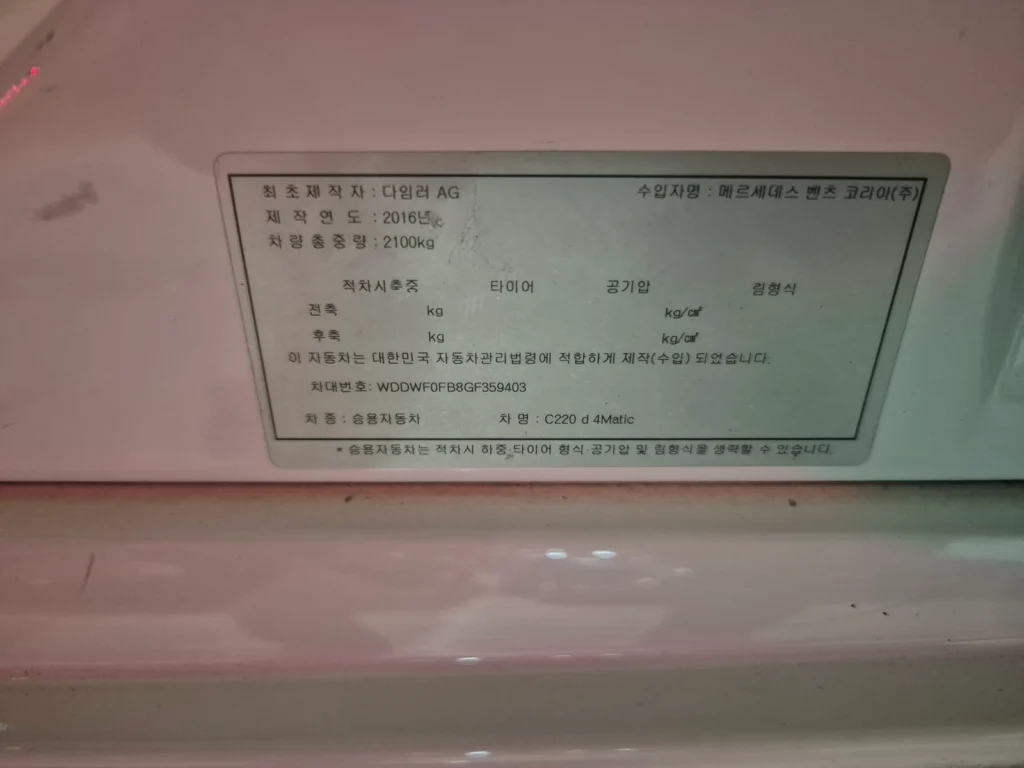 최초제작자 : 다임러 AG 수입자명 : 메르세데스 벤츠 코리아(주)
제작연도 : 2016년
차량총중량 : 2100kg
적차시축중 타이어 공기압 림형식
전축 kg kg/㎠
후축 kg kg/㎠
이 자동차는 대한민국 자동차관리법령에 적합하게 제작(수입) 되었습니다.
차대번호: WDDWF0FB8GF359403
차종 : 승용자동차 차명 : C220 d 4Matic
* 승용자동차는 적차시 하중·타이어 형식·공기압 및 림형식을 생략할 수 있습니다.